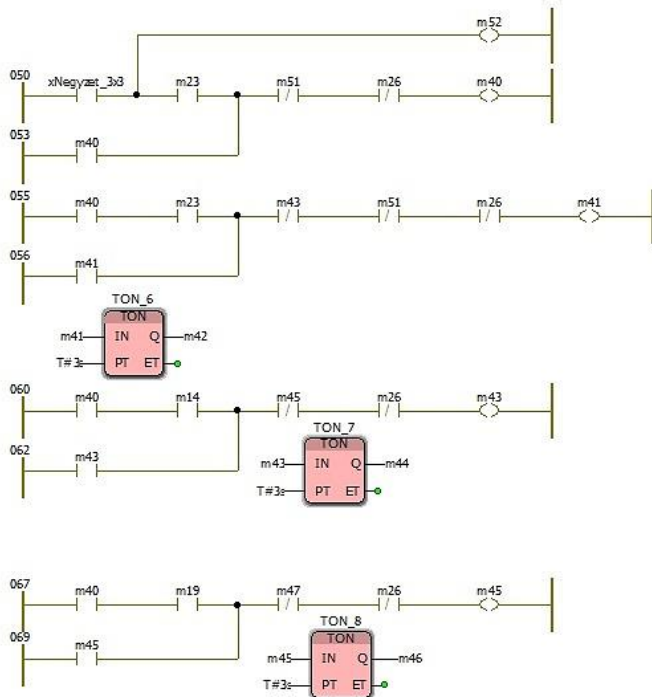 m52
050 xNegyzet_3x3 m23 m51 m26 m40
053 m40
055 m40 m23 m43 m51 m26 m41
056 m41
TON_6
TON
m41 IN Q m42
T#3s PT ET
060 m40 m14 m45 m26 m43
062 m43
TON_7
TON
m43 IN Q m44
T#3s PT ET
067 m40 m19 m47 m26 m45
069 m45
TON_8
TON
m45 IN Q m46
T#3s PT ET